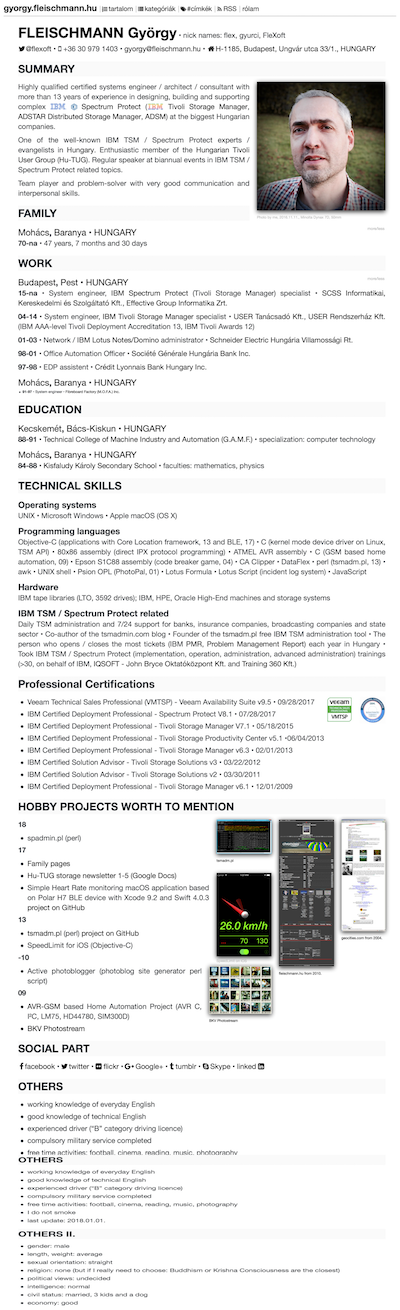 gyorgy.fleischmann.hu | tartalom | kategóriák | #címkék | RSS | rólam
FLEISCHMANN György • nick names: flex, gyurci, FleXoft
@flexoft • +36 30 979 1403 • gyorgy@fleischmann.hu • H-1185, Budapest, Ungvár utca 33/1., HUNGARY
SUMMARY
Highly qualified certified systems engineer / architect / consultant with
more than 13 years of experience in designing, building and supporting
complex IBM © Spectrum Protect (IBM Tivoli Storage Manager,
ADSTAR Distributed Storage Manager, ADSM) at the biggest Hungarian
companies.
One of the well-known IBM TSM / Spectrum Protect experts /
evangelists in Hungary. Enthusiastic member of the Hungarian Tivoli
User Group (Hu-TUG). Regular speaker at biannual events in IBM TSM /
Spectrum Protect related topics.
Team player and problem-solver with very good communication and
interpersonal skills.
FAMILY
Mohács, Baranya • HUNGARY
70-na • 47 years, 7 months and 30 days
WORK
Budapest, Pest • HUNGARY
15-na • System engineer, IBM Spectrum Protect (Tivoli Storage Manager) specialist • SCSS Informatikai,
Kereskedelmi és Szolgáltató Kft., Effective Group Informatika Zrt.
04-14 • System engineer, IBM Tivoli Storage Manager specialist • USER Tanácsadó Kft., USER Rendszerház Kft.
(IBM AAA-level Tivoli Deployment Accreditation 13, IBM Tivoli Awards 12)
01-03 • Network / IBM Lotus Notes/Domino administrator • Schneider Electric Hungária Villamossági Rt.
98-01 • Office Automation Officer • Société Générale Hungária Bank Inc.
97-98 • EDP assistent • Crédit Lyonnais Bank Hungary Inc.
Mohács, Baranya • HUNGARY
91-97 • System engineer • Fibreboard Factory (M.O.F.A.) Inc.
EDUCATION
Kecskemét, Bács-Kiskun • HUNGARY
88-91 • Technical College of Machine Industry and Automation (G.A.M.F.) • specialization: computer technology
Mohács, Baranya • HUNGARY
84-88 • Kisfaludy Károly Secondary School • faculties: mathematics, physics
TECHNICAL SKILLS
Operating systems
UNIX • Microsoft Windows • Apple macOS (OS X)
Programming languages
Objective-C (applications with Core Location framework, 13 and BLE, 17) • C (kernel mode device driver on Linux,
TSM API) • 80x86 assembly (direct IPX protocol programming) • ATMEL AVR assembly • C (GSM based home
automation, 09) • Epson S1C88 assembly (code breaker game, 04) • CA Clipper • DataFlex • perl (tsmadm.pl, 13) •
awk • UNIX shell • Psion OPL (PhotoPal, 01) • Lotus Formula • Lotus Script (incident log system) • JavaScript
Hardware
IBM tape libraries (LTO, 3592 drives); IBM, HPE, Oracle High-End machines and storage systems
IBM TSM / Spectrum Protect related
Daily TSM administration and 7/24 support for banks, insurance companies, broadcasting companies and state
sector • Co-author of the tsmadmin.com blog • Founder of the tsmadm.pl free IBM TSM administration tool • The
person who opens / closes the most tickets (IBM PMR, Problem Management Report) each year in Hungary •
Took IBM TSM / Spectrum Protect (implementation, operation, administration, advanced administration) trainings
(>30, on behalf of IBM, IQSOFT - John Bryce Oktatóközpont Kft. and Training 360 Kft.)
Professional Certifications
• Veeam Technical Sales Professional (VMTSP) - Veeam Availability Suite v9.5 • 09/28/2017
• IBM Certified Deployment Professional - Spectrum Protect V8.1 • 07/28/2017
• IBM Certified Deployment Professional - Tivoli Storage Manager V7.1 • 05/18/2015
• IBM Certified Deployment Professional - Tivoli Storage Productivity Center v5.1 •06/04/2013
• IBM Certified Deployment Professional - Tivoli Storage Manager v6.3 • 02/01/2013
• IBM Certified Solution Advisor - Tivoli Storage Solutions v3 • 03/22/2012
• IBM Certified Solution Advisor - Tivoli Storage Solutions v2 • 03/30/2011
• IBM Certified Deployment Professional - Tivoli Storage Manager v6.1 • 12/01/2009
veeam
VMTSP
HOBBY PROJECTS WORTH TO MENTION
18
• spadmin.pl (perl)
17
• Family pages
• Hu-TUG storage newsletter 1-5 (Google Docs)
• Simple Heart Rate monitoring macOS application based
on Polar H7 BLE device with Xcode 9.2 and Swift 4.0.3
project on GitHub
13
• tsmadm.pl (perl) project on GitHub
• SpeedLimit for iOS (Objective-C)
-10
• Active photoblogger (photoblog site generator perl
script)
09
• AVR-GSM based Home Automation Project (AVR C,
I²C, LM75, HD44780, SIM300D)
• BKV Photostream
tsmadm.pl
26.0 km/h
70 130
BKV Photostream
fleischmann.hu from 2010.
geocities.com from 2004.
SOCIAL PART
facebook • twitter • flickr • Google+ • tumblr • Skype • linked in
OTHERS
• working knowledge of everyday English
• good knowledge of technical English
• experienced driver ("B" category driving licence)
• compulsory military service completed
• free time activities: football, cinema, reading, music, photography
OTHERS
• working knowledge of everyday English
• good knowledge of technical English
• experienced driver ("B" category driving licence)
• compulsory military service completed
• free time activities: football, cinema, reading, music, photography
• I do not smoke
• last update: 2018.01.01.
OTHERS II.
• gender: male
• length, weight: average
• sexual orientation: straight
• religion: none (but if I really need to choose: Buddhism or Krishna Consciousness are the closest)
• political views: undecided
• intellectual status: open-minded
• civil status: married, 3 kids and a dog
• economy: good